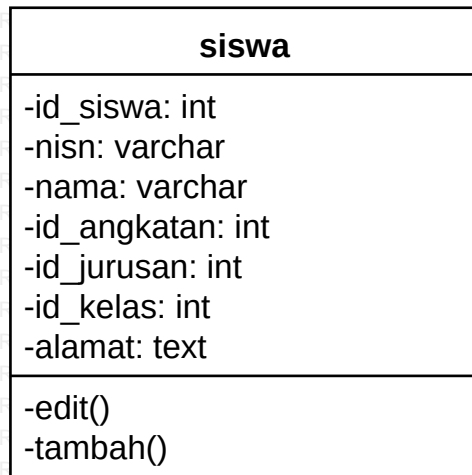 siswa
-id_siswa: int
-nisn: varchar
-nama: varchar
-id_angkatan: int
-id_jurusan: int
-id_kelas: int
-alamat: text
-edit()
-tambah()